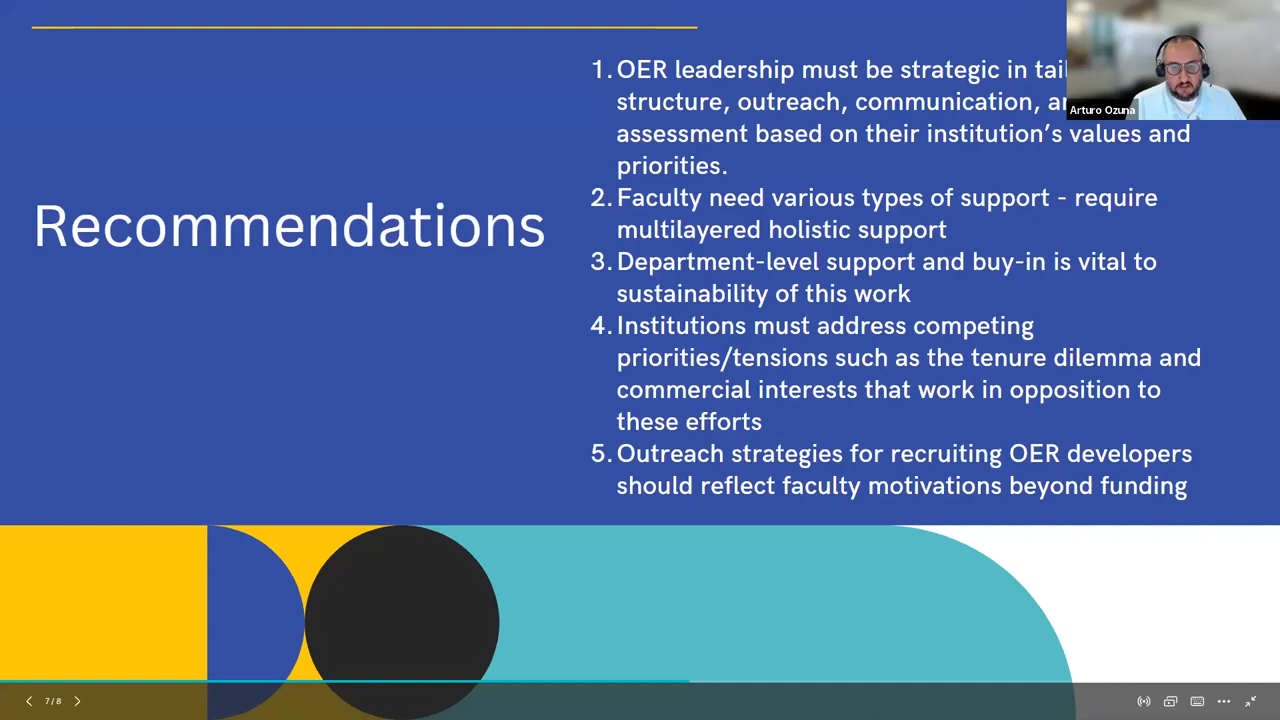 Recommendations
1. OER leadership must be strategic in
structure, outreach, communication,
assessment based on their institution’s values and
priorities.
2. Faculty need various types of support - require
multilayered holistic support
3. Department-level support and buy-in is vital to
sustainability of this work
4. Institutions must address competing
priorities/tensions such as the tenure dilemma and
commercial interests that work in opposition to
these efforts
5. Outreach strategies for recruiting OER developers
should reflect faculty motivations beyond funding
Arturo Ozuna
7/8